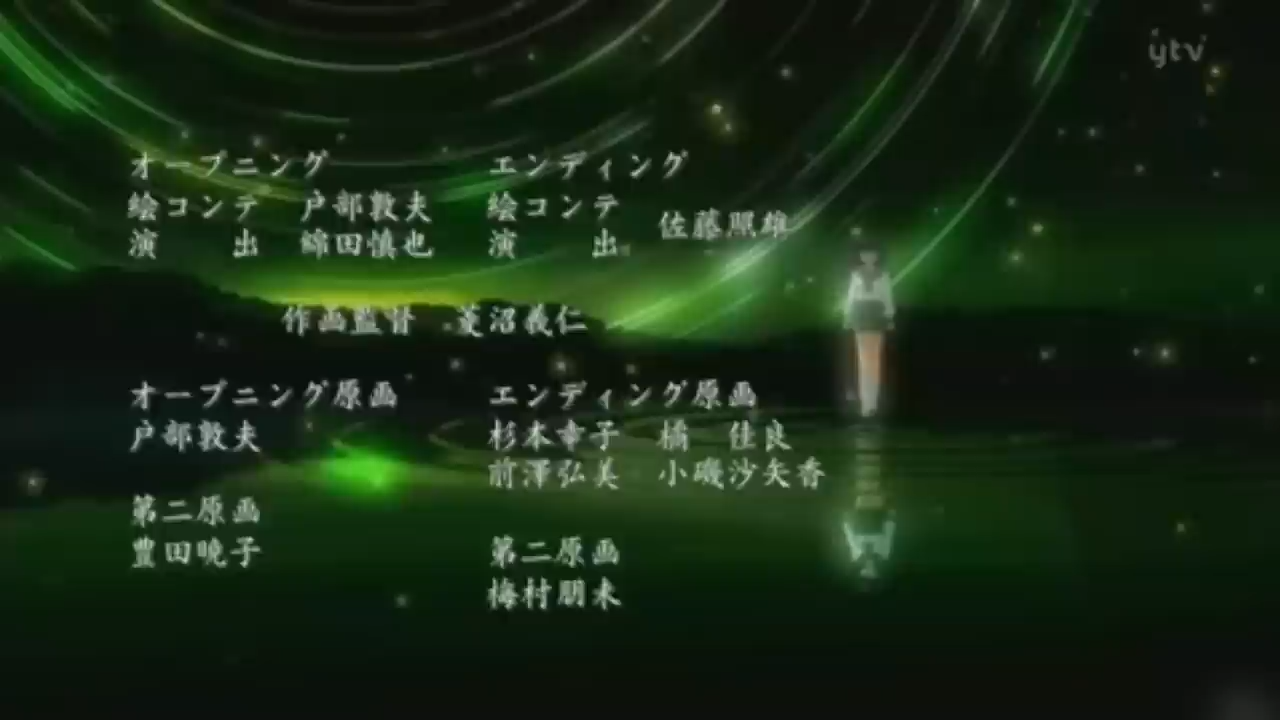 ytv
オープニング
絵コンテ 戸部敦夫
演出 綿田慎也
エンディング
絵コンテ
演出
佐藤照雄
作画監督 菱沼義仁
オープニング原画
戸部敦夫
第二原画
豊田暁子
エンディング原画
杉本幸子 橘 佳良
前澤弘美 小磯沙矢香
第二原画
梅村朋未